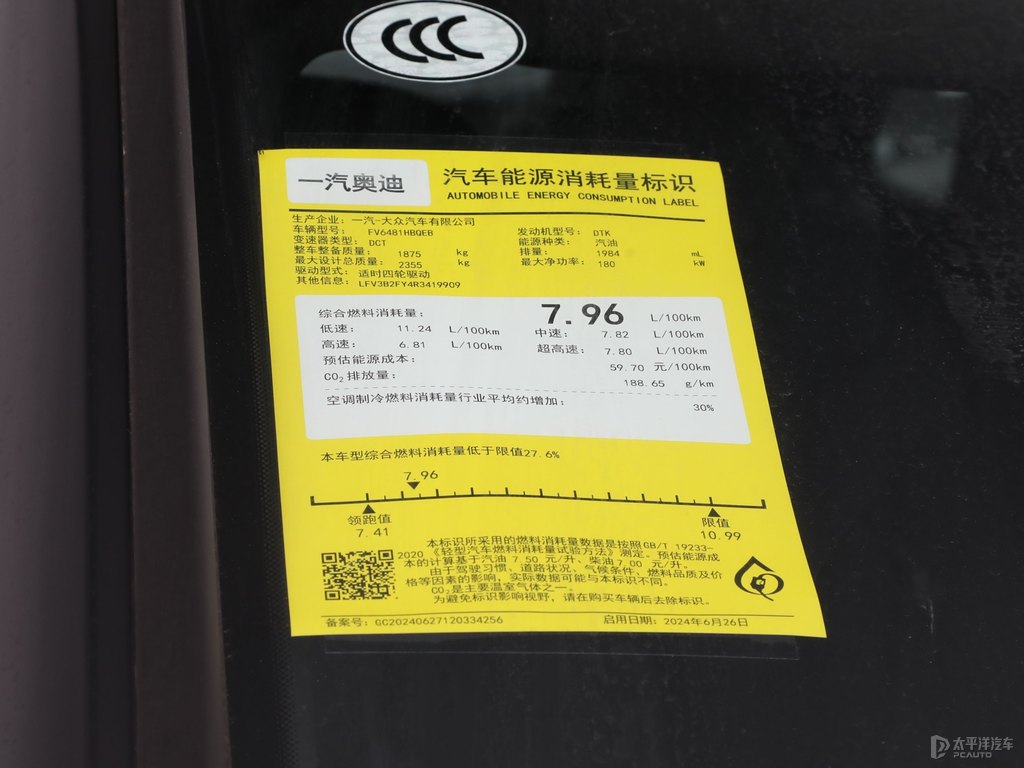 CCC
一汽奥迪
汽车能源消耗量标识
AUTOMOBILE ENERGY CONSUMPTION LABEL
生产企业：一汽-大众汽车有限公司
车辆型号： FV6481HBQEB 发动机型号： DTK
变速器类型： DCT 能源种类： 汽油
整车整备质量： 1875 kg 排量： 1984 mL
最大设计总质量： 2355 kg 最大净功率： 180 kW
驱动型式： 适时四轮驱动
其他信息： LFV3B2FY4R3419909
综合燃料消耗量： 7.96 L/100km
低速： 11.24 L/100km 中速： 7.82 L/100km
高速： 6.81 L/100km 超高速： 7.80 L/100km
预估能源成本： 59.70 元/100km
CO₂排放量： 188.65 g/km
空调制冷燃料消耗量行业平均约增加： 30%
本车型综合燃料消耗量低于限值27.6%
7.96
领跑值 限值
7.41 10.99
本标识所采用的燃料消耗量数据是按照GB/T 19233-
2020 《轻型汽车燃料消耗量试验方法》测定。预估能源成
本的计算基于汽油 7.50 元/升、柴油 7.00 元/升。
由于驾驶习惯、道路状况、气候条件、燃料品质及价
格等因素的影响，实际数据可能与本标识不同。
CO₂是主要温室气体之一。
为避免标识影响视野，请在购买车辆后去除标识。
备案号：GC20240627120334256 启用日期：2024年6月26日
太平洋汽车
PCAUTO